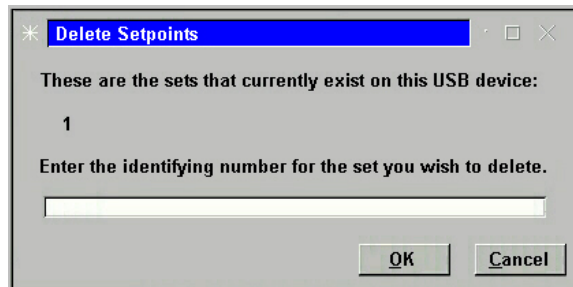 Delete Setpoints
These are the sets that currently exist on this USB device:
1
Enter the identifying number for the set you wish to delete.
OK
Cancel